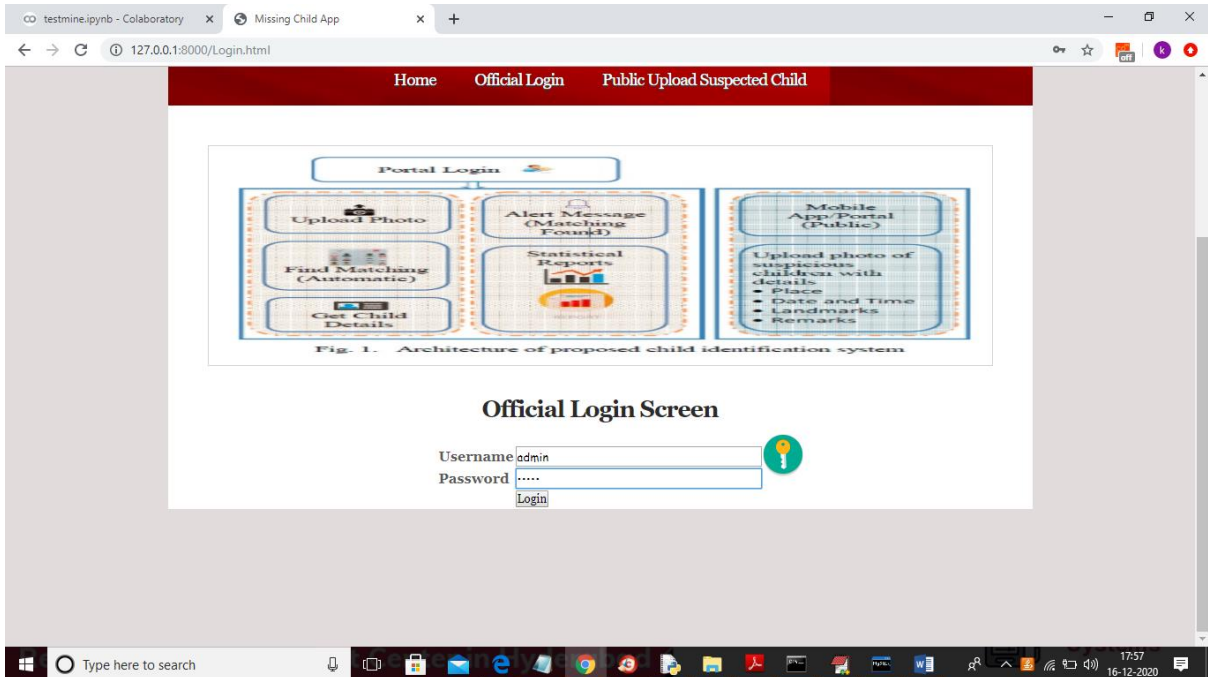 testmine.ipynb - Colaboratory
Missing Child App
127.0.0.1:8000/Login.html
off
k
Home Official Login Public Upload Suspected Child
Portal Login
Upload Photo
Find Matching
(Automatic)
Get Child
Details
Alert Message
(Matching
Found)
Statistical
Reports
Mobile
App/Portal
(Public)
Upload photo of
suspicious
children with
details
• Place
• Date and Time
• Landmarks
• Remarks
Fig. 1. Architecture of proposed child identification system
Official Login Screen
Username admin
Password •••••
Login
Type here to search
17:57
16-12-2020